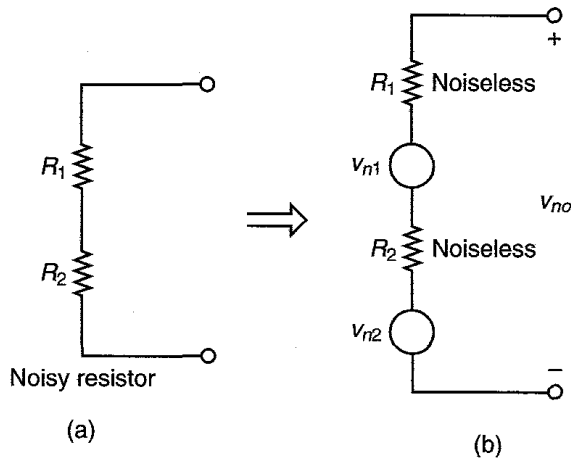 R1
R2
Noisy resistor
(a)
+
R1 Noiseless
vn1
vno
R2 Noiseless
vn2
−
(b)